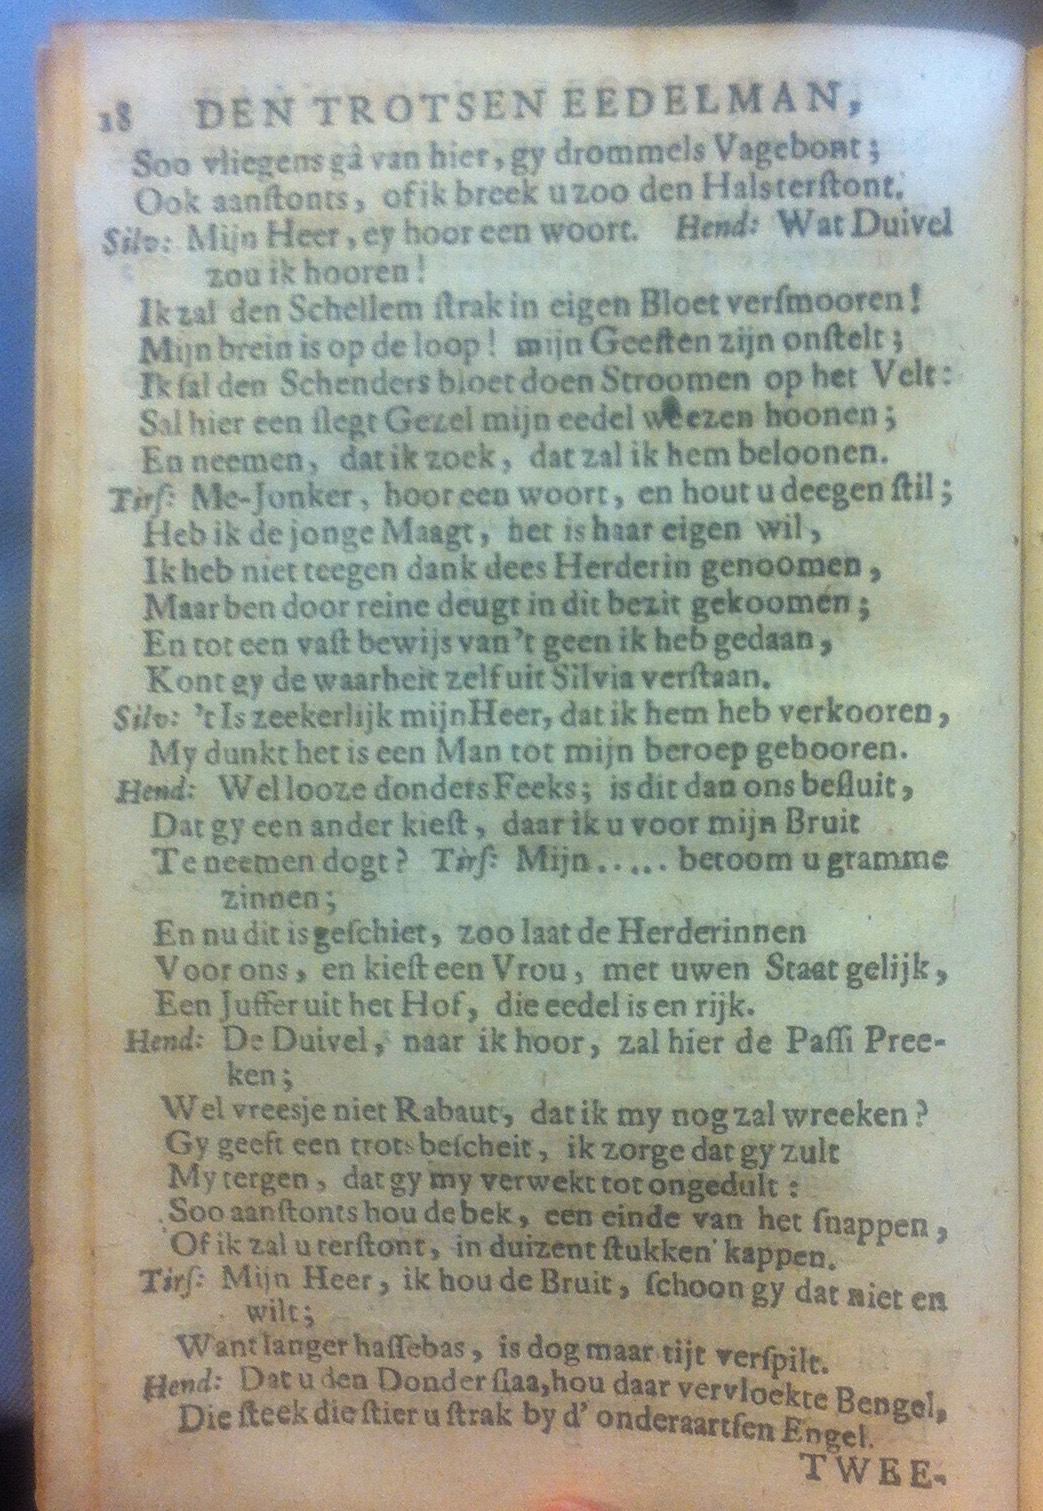 18 DEN TROTSEN EEDELMAN,
Soo vliegens gâ van hier, gy drommels Vagebont;
Ook aanſtonts, of ik breek u zoo den Hals terſtont.
Silv: Mijn Heer, ey hoor een woort. Hend: Wat Duivel
zou ik hooren!
Ik zal den Schellem ſtrak in eigen Bloet verſmooren!
Mijn brein is op de loop! mijn Geeſten zijn onſtelt;
Ik ſal den Schenders bloet doen Stroomen op het Velt:
Sal hier een ſlegt Gezel mijn eedel weezen hoonen;
En neemen, dat ik zoek, dat zal ik hem beloonen.
Tirſ: Me-Jonker, hoor een woort, en hout u deegen ſtil;
Heb ik de jonge Maagt, het is haar eigen wil,
Ik heb niet teegen dank dees Herderin genoomen,
Maar ben door reine deugt in dit bezit gekoomen;
En tot een vaſt bewijs van 't geen ik heb gedaan,
Kont gy de waarheit zelf uit Silvia verſtaan.
Silv: 't Is zeekerlijk mijn Heer, dat ik hem heb verkooren,
My dunkt het is een Man tot mijn beroep gebooren.
Hend: Wel looze donders Feeks; is dit dan ons beſluit,
Dat gy een ander kieſt, daar ik u voor mijn Bruit
Te neemen dogt? Tirſ: Mijn ..... betoom u gramme
zinnen;
En nu dit is geſchiet, zoo laat de Herderinnen
Voor ons, en kieſt een Vrou, met uwen Staat gelijk,
Een Juffer uit het Hof, die eedel is en rijk.
Hend: De Duivel, naar ik hoor, zal hier de Paſſi Pree-
ken;
Wel vreesje niet Rabaut, dat ik my nog zal wreeken?
Gy geeft een trots beſcheit, ik zorge dat gy zult
My tergen, dat gy my verwekt tot ongedult:
Soo aanſtonts hou de bek, een einde van het ſnappen,
Of ik zal u terſtont, in duizent ſtukken kappen.
Tirſ: Mijn Heer, ik hou de Bruit, ſchoon gy dat niet en
wilt;
Want langer haſſebas, is dog maar tijt verſpilt.
Hend: Dat u den Donder ſlaa, hou daar vervloekte Bengel,
Die ſteek die ſtier u ſtrak by d' onderaartſen Engel.
TWEE-